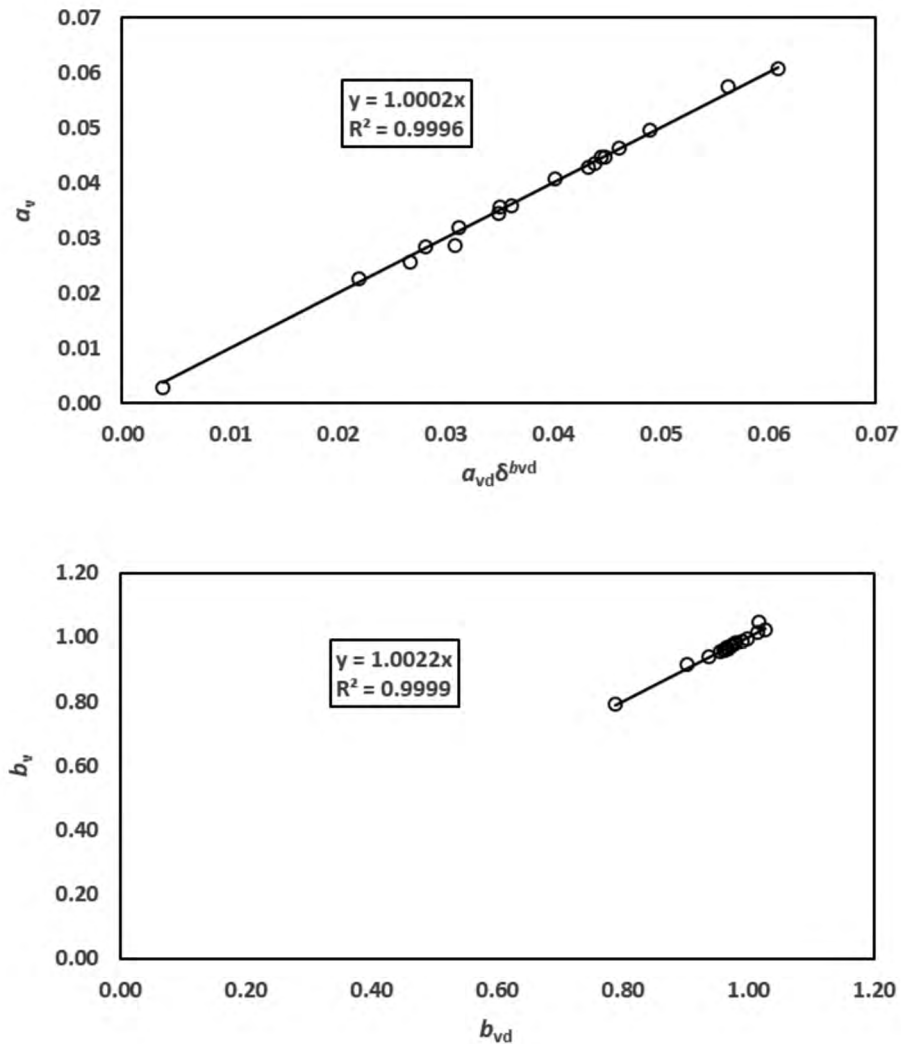 0.07
0.06
0.05
0.04
0.03
0.02
0.01
0.00
aᵥ
y = 1.0002x
R² = 0.9996
0.00 0.01 0.02 0.03 0.04 0.05 0.06 0.07
a_vd δ^bvd
1.20
1.00
0.80
0.60
0.40
0.20
0.00
bᵥ
y = 1.0022x
R² = 0.9999
0.00 0.20 0.40 0.60 0.80 1.00 1.20
b_vd